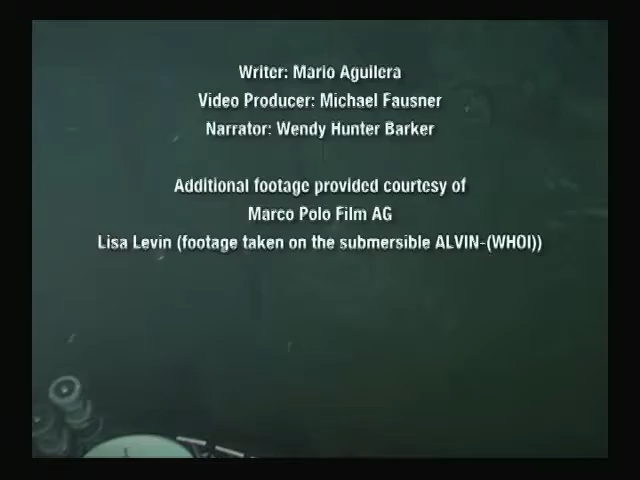 Writer: Mario Aguilera
Video Producer: Michael Fausner
Narrator: Wendy Hunter Barker
Additional footage provided courtesy of
Marco Polo Film AG
Lisa Levin (footage taken on the submersible ALVIN-(WHOI))